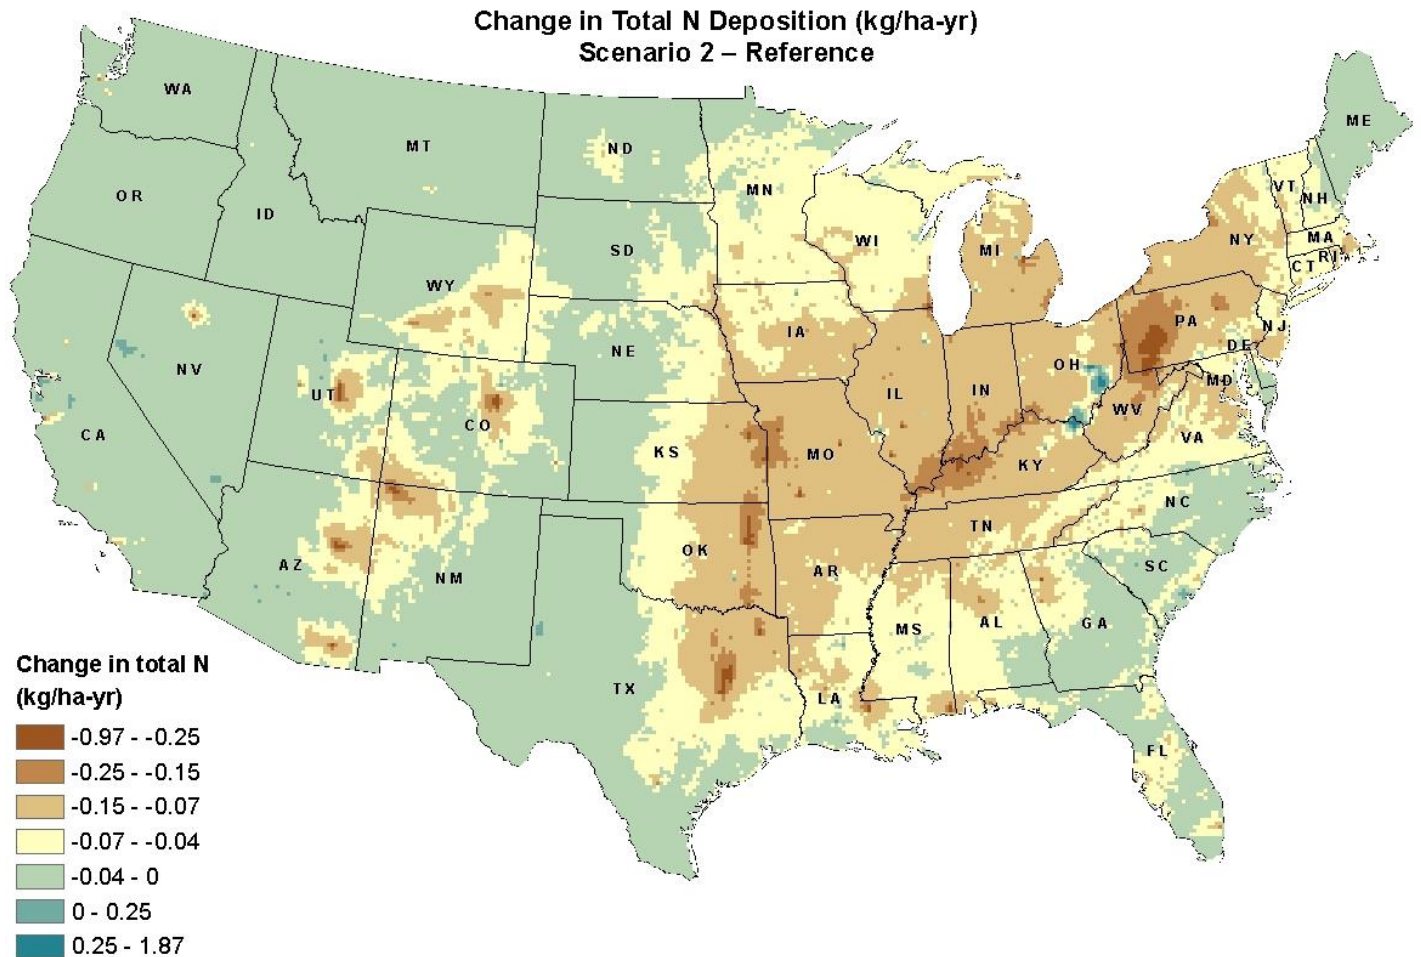 Change in Total N Deposition (kg/ha-yr)
Scenario 2 – Reference
WA
MT
ND
MN
ME
OR
ID
SD
WI
MI
VT
NH
NY
MA
CT
RI
WY
NE
IA
PA
NJ
NV
UT
CO
IL
IN
OH
DE
MD
WV
VA
CA
KS
MO
KY
NC
AZ
NM
OK
AR
TN
SC
TX
LA
MS
AL
GA
FL
Change in total N
(kg/ha-yr)
-0.97 - -0.25
-0.25 - -0.15
-0.15 - -0.07
-0.07 - -0.04
-0.04 - 0
0 - 0.25
0.25 - 1.87